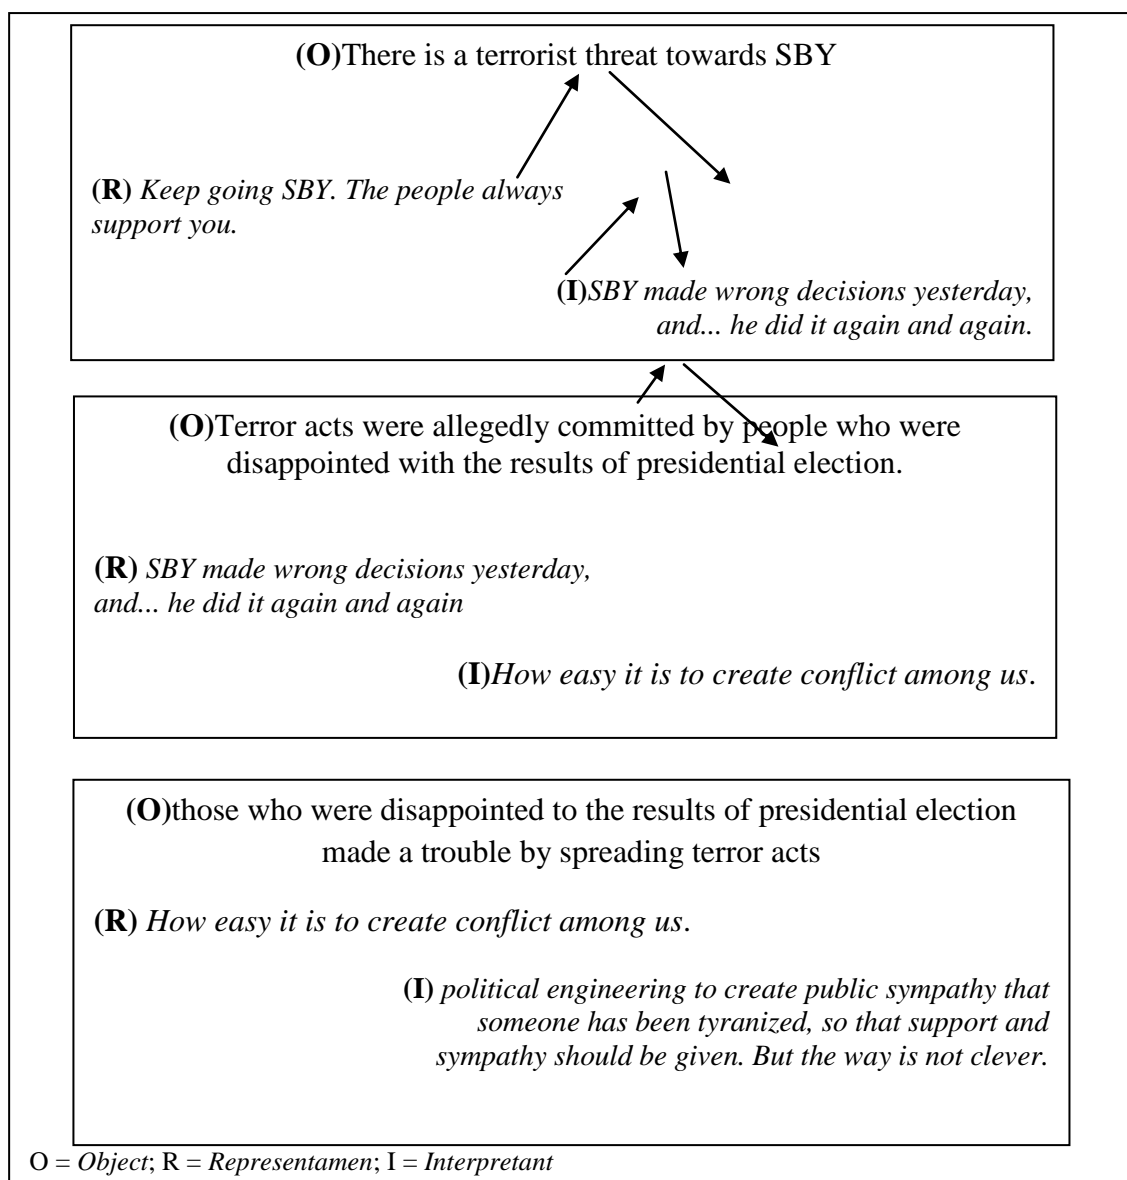 (O)There is a terrorist threat towards SBY
(R) Keep going SBY. The people always
support you.
(I)SBY made wrong decisions yesterday,
and... he did it again and again.
(O)Terror acts were allegedly committed by people who were
disappointed with the results of presidential election.
(R) SBY made wrong decisions yesterday,
and... he did it again and again
(I)How easy it is to create conflict among us.
(O)those who were disappointed to the results of presidential election
made a trouble by spreading terror acts
(R) How easy it is to create conflict among us.
(I) political engineering to create public sympathy that
someone has been tyranized, so that support and
sympathy should be given. But the way is not clever.
O = Object; R = Representamen; I = Interpretant